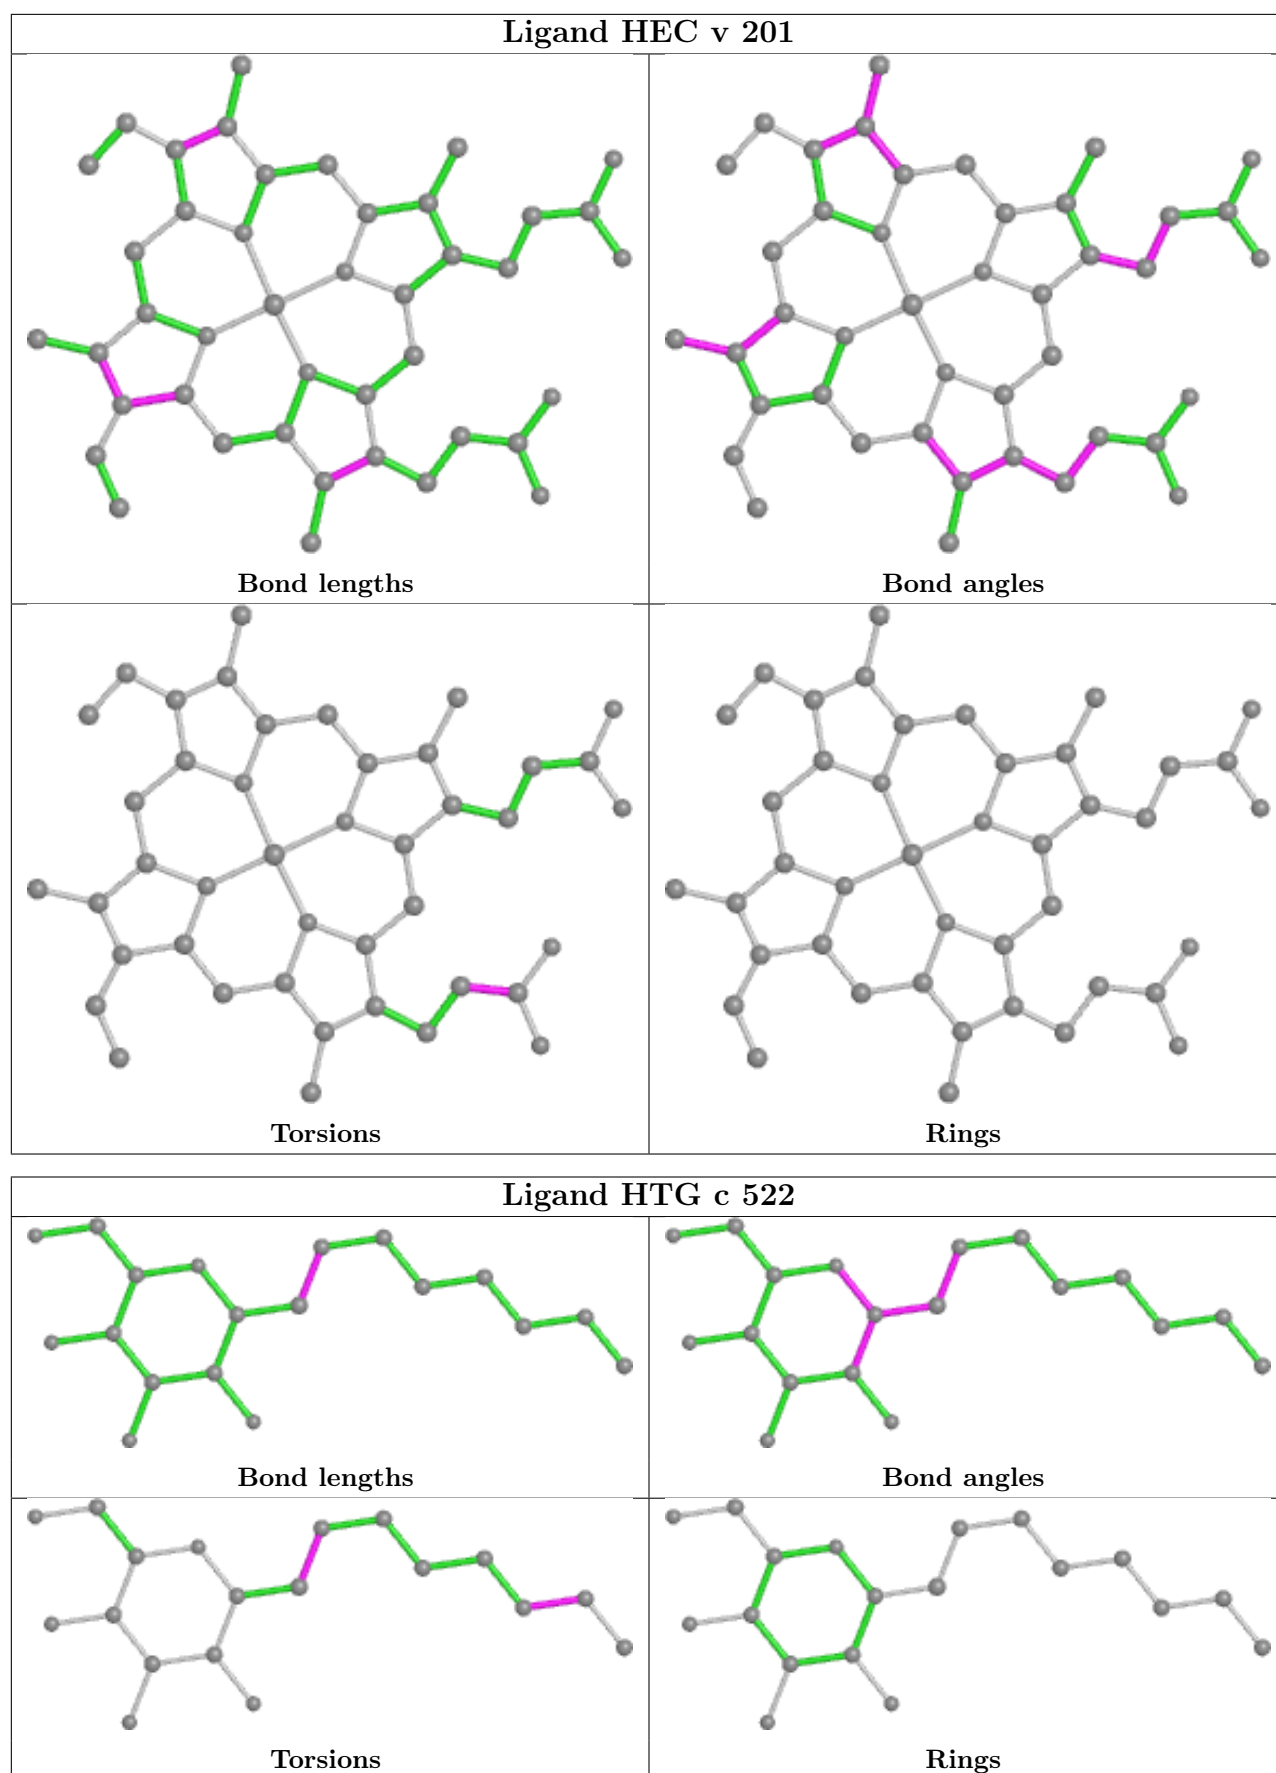 Ligand HEC v 201
Bond lengths
Bond angles
Torsions
Rings
Ligand HTG c 522
Bond lengths
Bond angles
Torsions
Rings